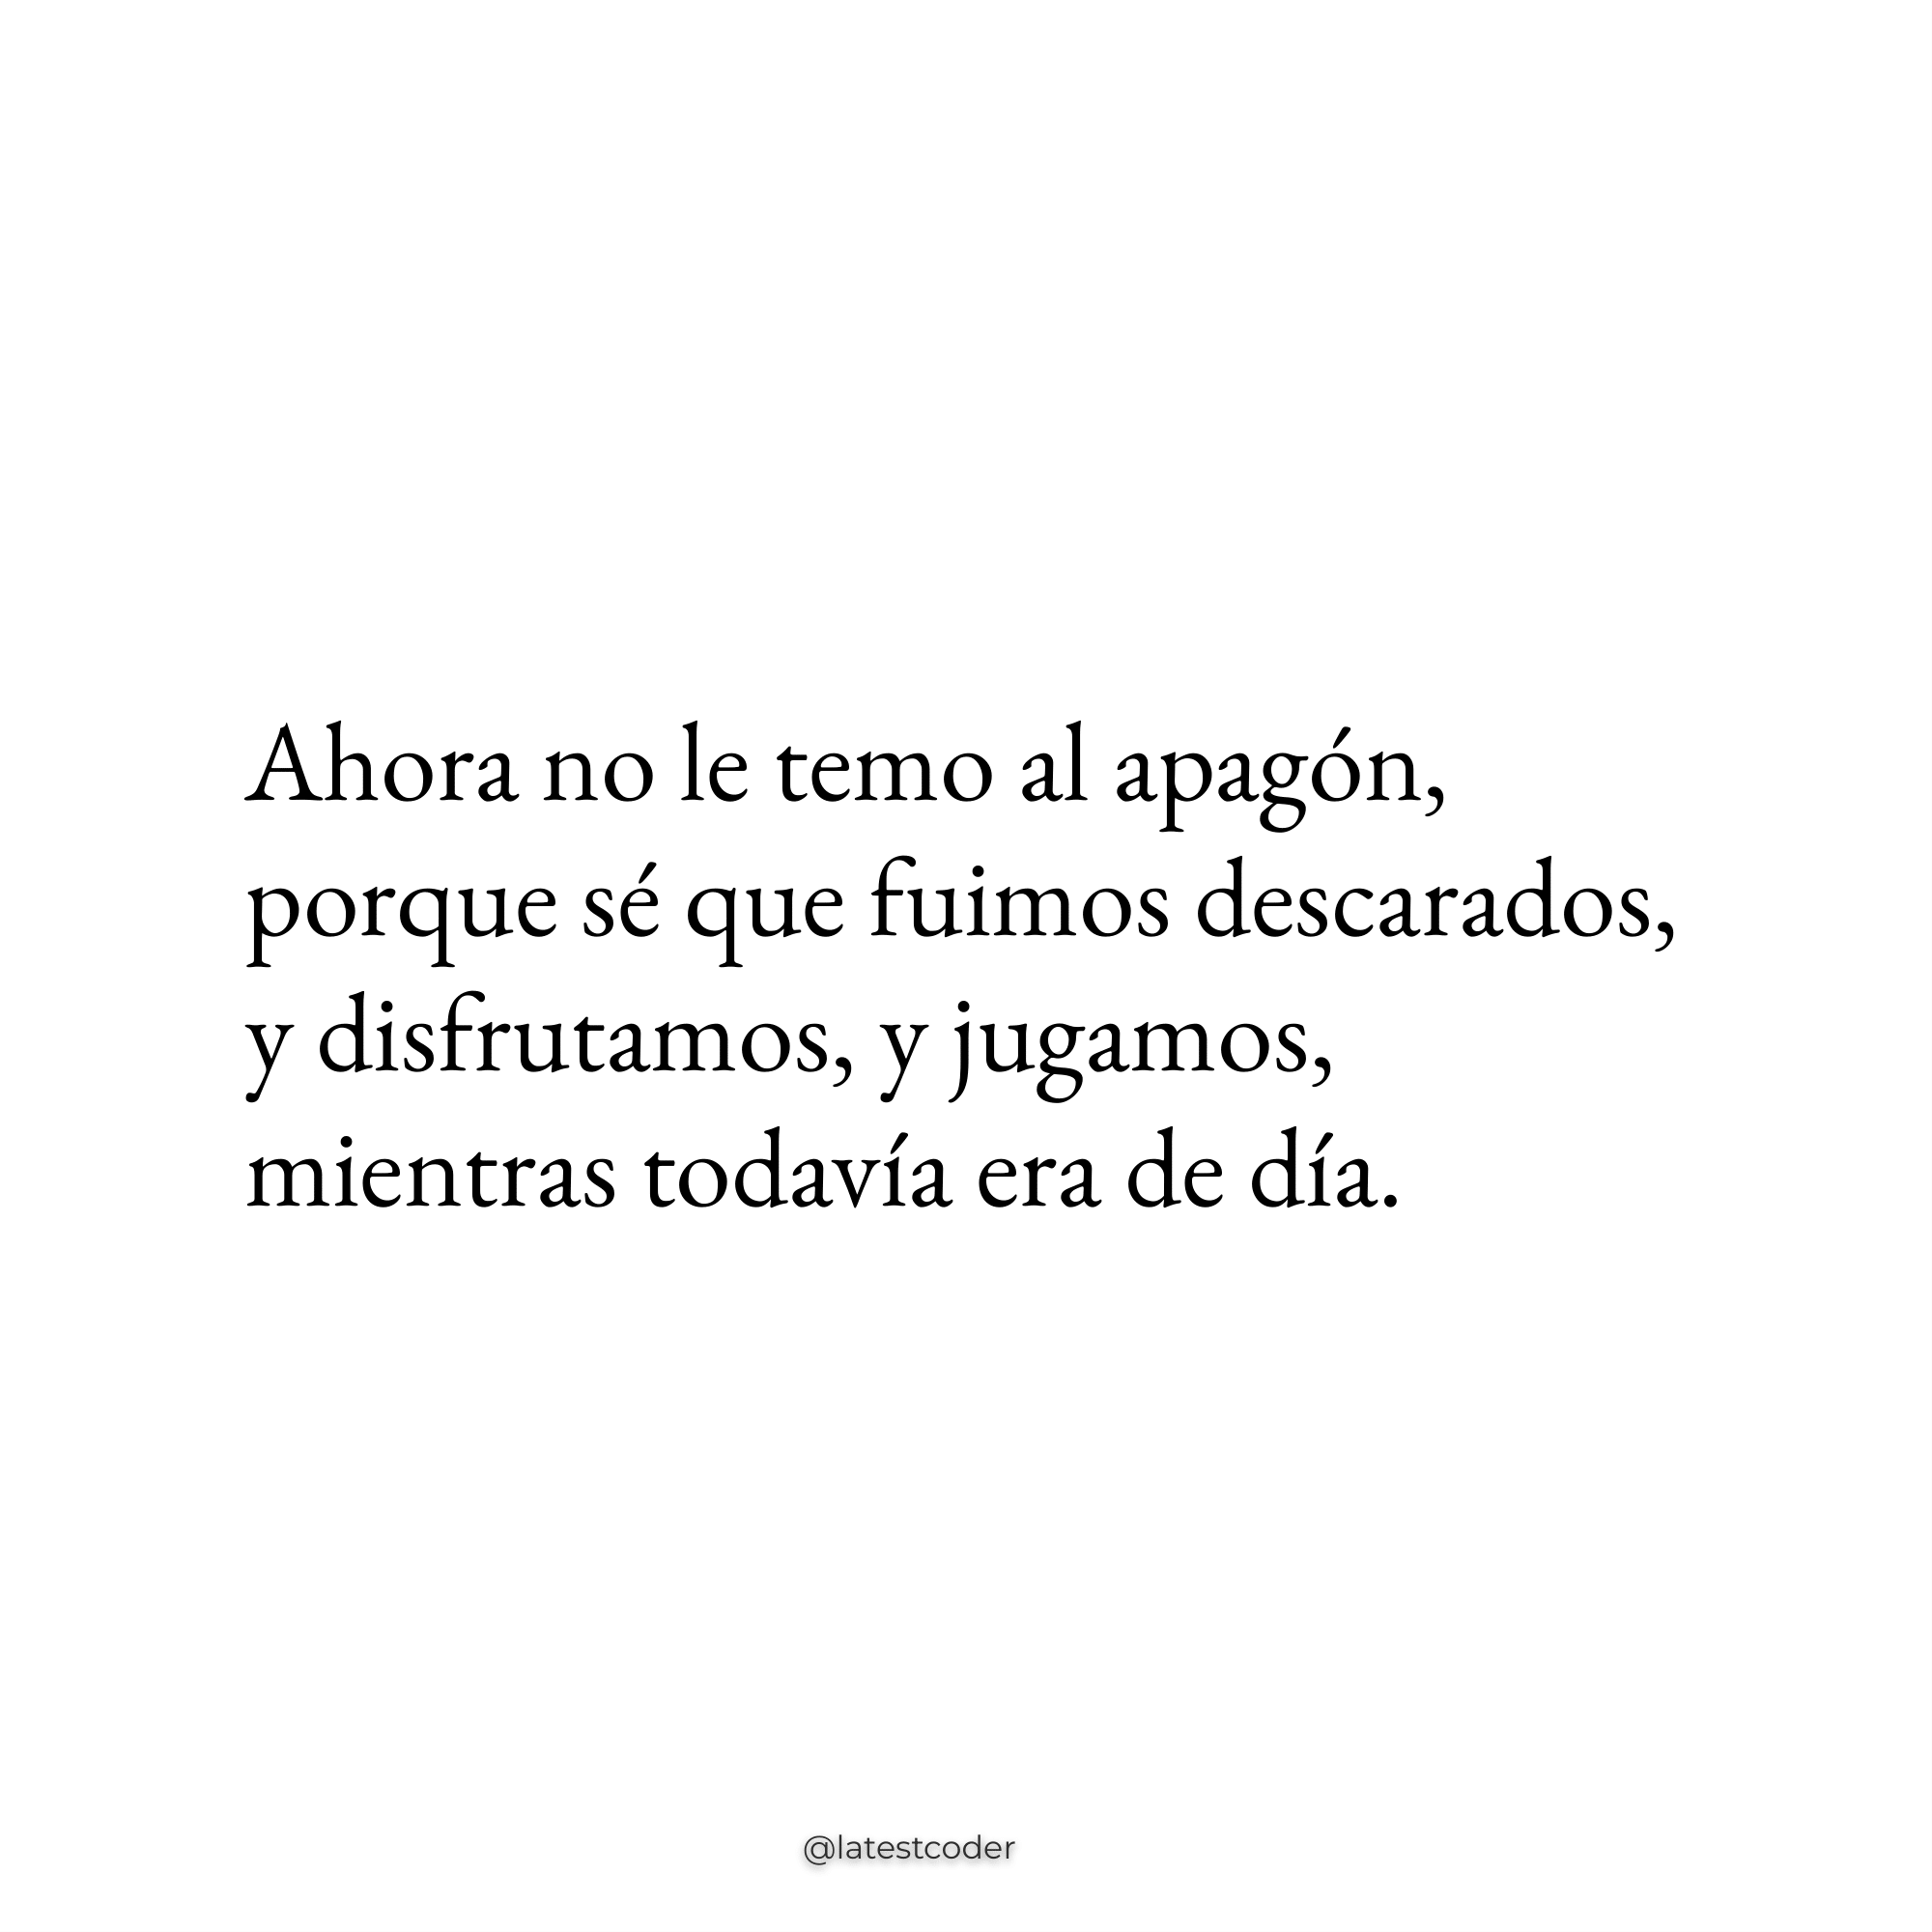 Ahora no le temo al apagón,
porque sé que fuimos descarados,
y disfrutamos, y jugamos,
mientras todavía era de día.
@latestcoder